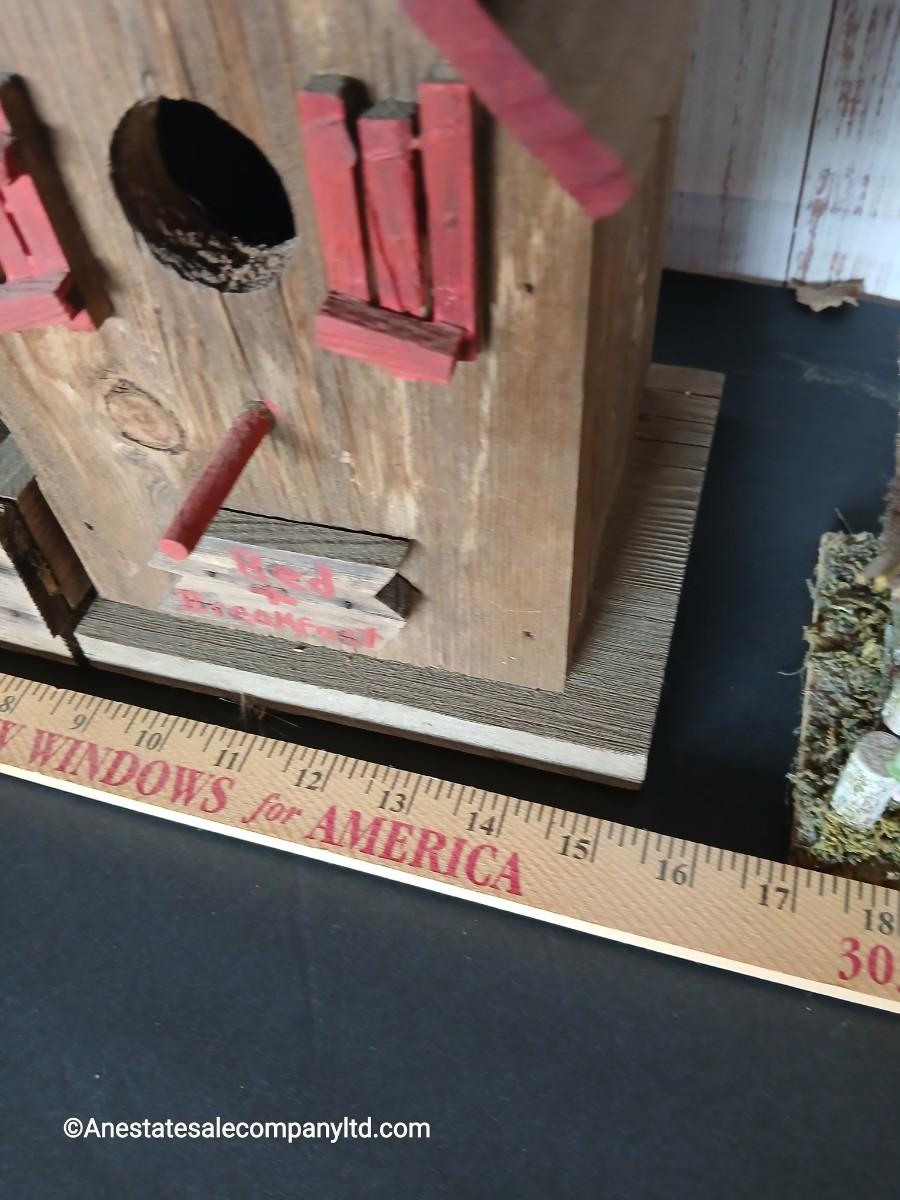 Bed
+
Breakfast
8 9 10 11 12 13 14 15 16 17 18
W WINDOWS for AMERICA
30
©Anestatesalecompanyltd.com